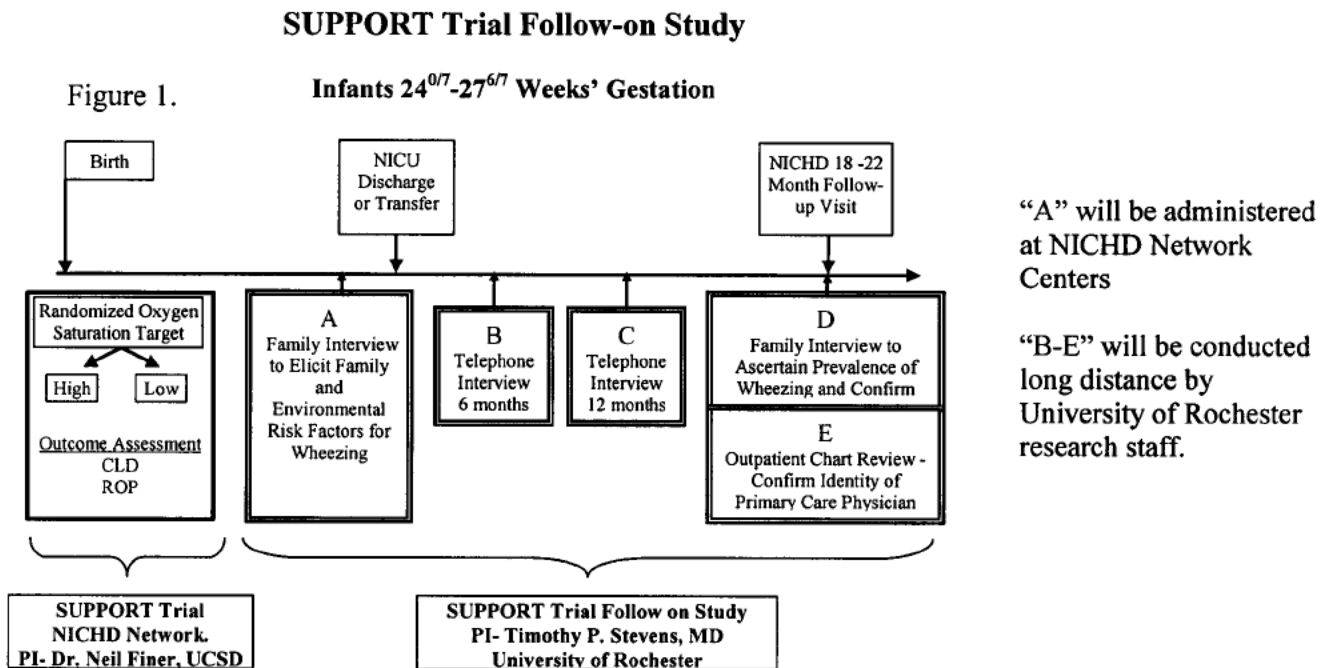 SUPPORT Trial Follow-on Study
Figure 1.
Infants 24^0/7-27^6/7 Weeks' Gestation
Birth
NICU
Discharge
or Transfer
NICHD 18 -22
Month Follow-
up Visit
Randomized Oxygen
Saturation Target
High
Low
Outcome Assessment
CLD
ROP
A
Family Interview
to Elicit Family
and
Environmental
Risk Factors for
Wheezing
B
Telephone
Interview
6 months
C
Telephone
Interview
12 months
D
Family Interview to
Ascertain Prevalence of
Wheezing and Confirm
E
Outpatient Chart Review -
Confirm Identity of
Primary Care Physician
"A" will be administered
at NICHD Network
Centers
"B-E" will be conducted
long distance by
University of Rochester
research staff.
SUPPORT Trial
NICHD Network.
PI- Dr. Neil Finer, UCSD
SUPPORT Trial Follow on Study
PI- Timothy P. Stevens, MD
University of Rochester